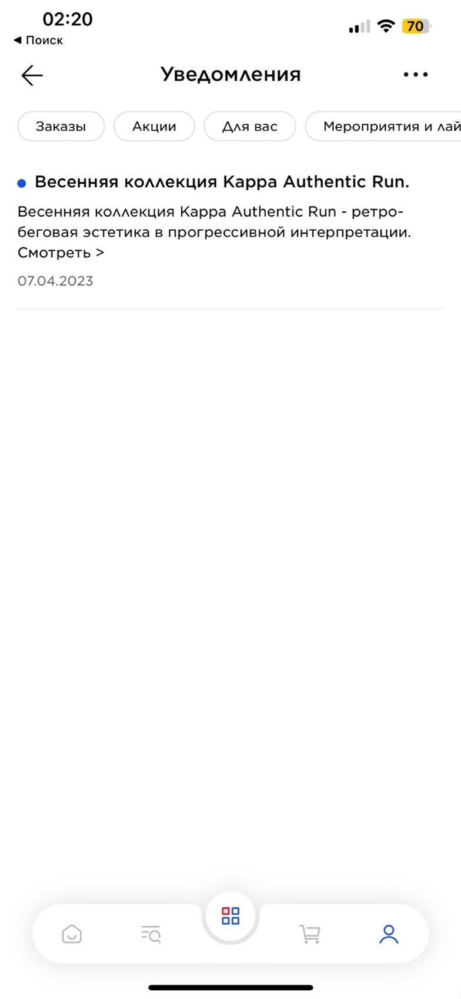 02:20
70
◀ Поиск
Уведомления
Заказы
Акции
Для вас
Мероприятия и лай
Весенняя коллекция Kappa Authentic Run.
Весенняя коллекция Kappa Authentic Run - ретро-
беговая эстетика в прогрессивной интерпретации.
Смотреть >
07.04.2023